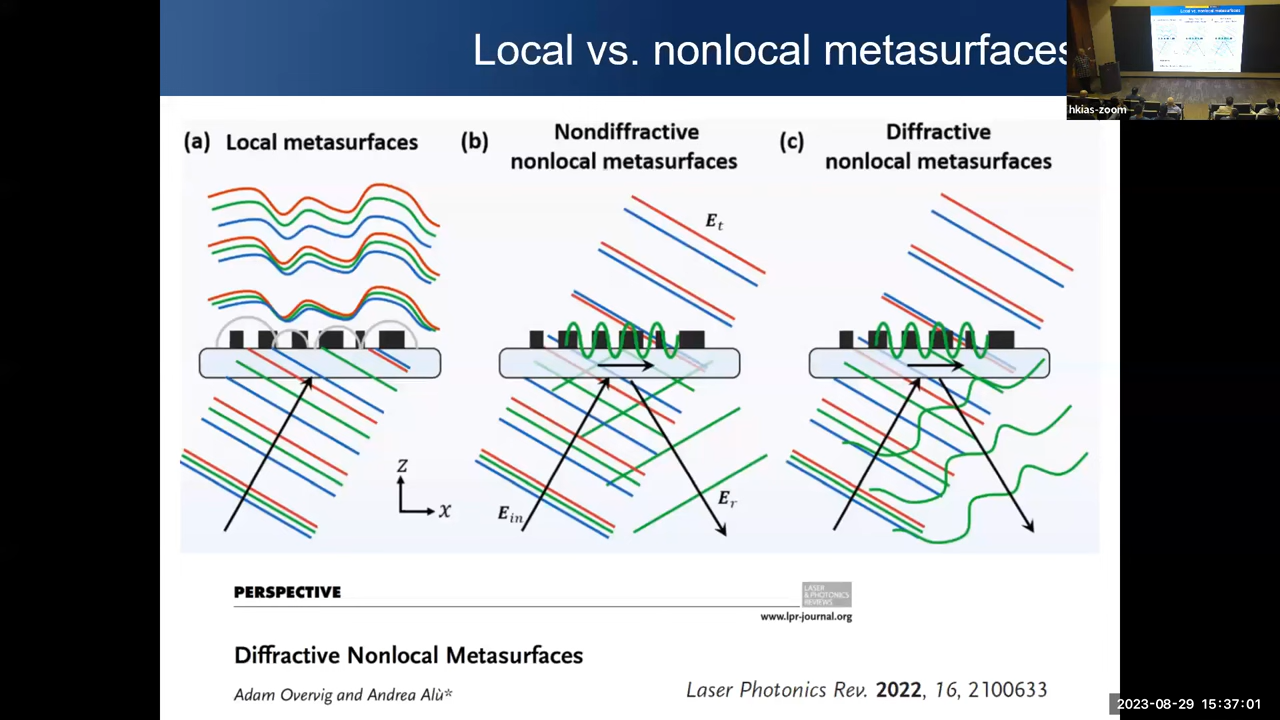 Local vs. nonlocal metasurfaces
hkias-zoom
(a) Local metasurfaces
(b) Nondiffractive
nonlocal metasurfaces
(c) Diffractive
nonlocal metasurfaces
Eₜ
Z
x
Eᵢₙ
Eᵣ
PERSPECTIVE
LASER
& PHOTONICS
REVIEWS
www.lpr-journal.org
Diffractive Nonlocal Metasurfaces
Adam Overvig and Andrea Alù*
Laser Photonics Rev. 2022, 16, 2100633
2023-08-29 15:37:01